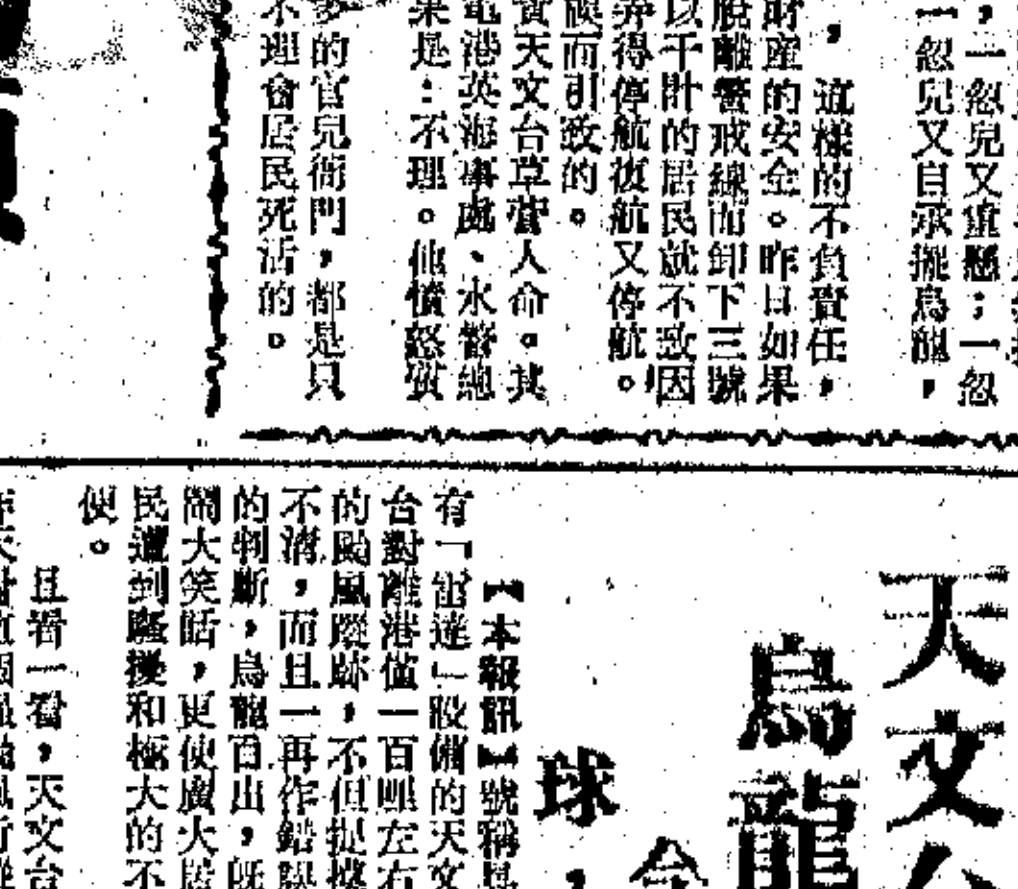 ，一忽兒又重懸；一忽
一忽兒又自承擺烏龍，
，這樣的不負責任，
財產的安全。昨日如果
脫離警戒線而卸下三號
以千計的居民就不致因
弄得停航復航又停航。
而引致的。
天文台草菅人命。其
電港英海事處、水警總
果是：不理。他憤怒質
多的官兒衙門，都是只
不理會居民死活的。
天文
烏龍
球，
令
【本報訊】號稱
有「雷達」設備的天文
台對離港僅一百哩左右
的颱風蹤跡，不但捉摸
不清，而且一再作錯誤
的判斷，烏龍百出，既
鬧大笑話，更使廣大居
民遭到騷擾和極大的不
便。
且看一看，天文台
昨天